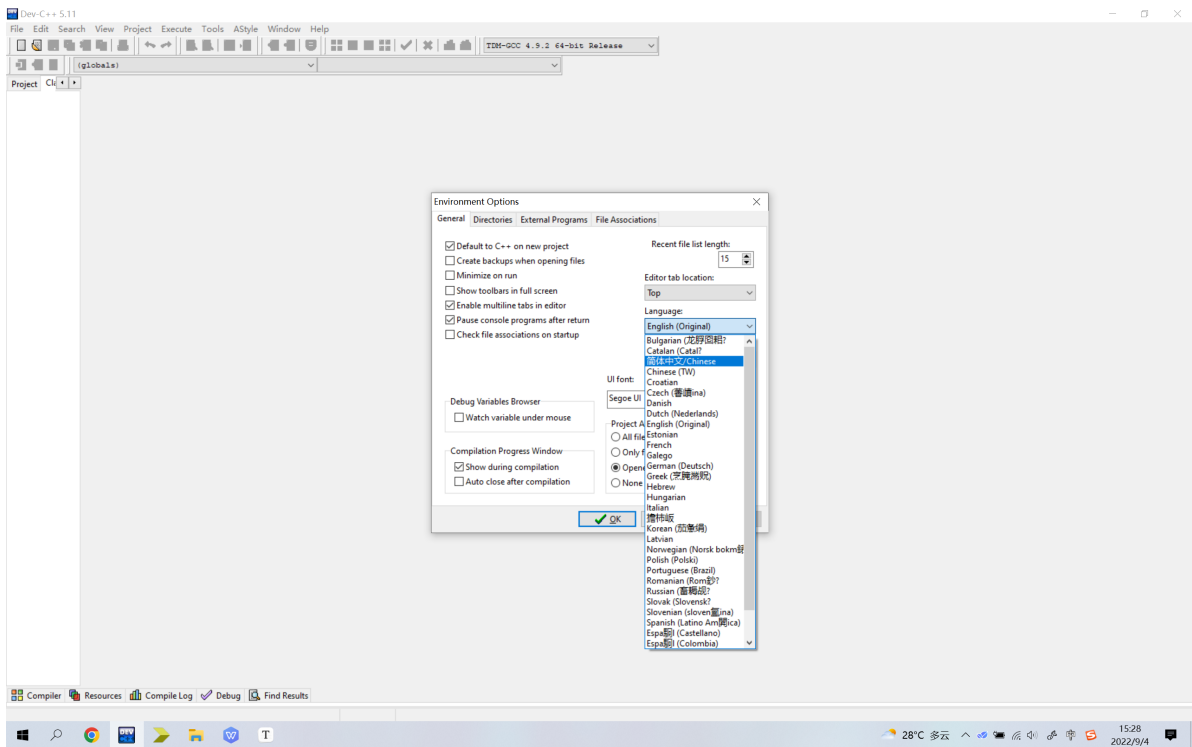 Dev-C++ 5.11
File Edit Search View Project Execute Tools AStyle Window Help
TDM-GCC 4.9.2 64-bit Release
(globals)
Project
Environment Options
General Directories External Programs File Associations
Default to C++ on new project
Create backups when opening files
Minimize on run
Show toolbars in full screen
Enable multiline tabs in editor
Pause console programs after return
Check file associations on startup
Recent file list length:
15
Editor tab location:
Top
Language:
English (Original)
Bulgarian
Catalan (Catal?
简体中文/Chinese
Chinese (TW)
Croatian
Czech
Danish
Dutch (Nederlands)
English (Original)
Estonian
French
Galego
German (Deutsch)
Greek
Hebrew
Hungarian
Italian
Korean
Latvian
Norwegian (Norsk
Polish (Polski)
Portuguese (Brazil)
Romanian
Russian
Slovak (Slovensk?
Slovenian
Spanish (Latino
(Castellano)
(Colombia)
UI font:
Segoe UI
Debug Variables Browser
Watch variable under mouse
Compilation Progress Window
Show during compilation
Auto close after compilation
Project A
All file
Only f
Opene
None
OK
Compiler Resources Compile Log Debug Find Results
DEV
W
T
28°C 多云
中
15:28
2022/9/4